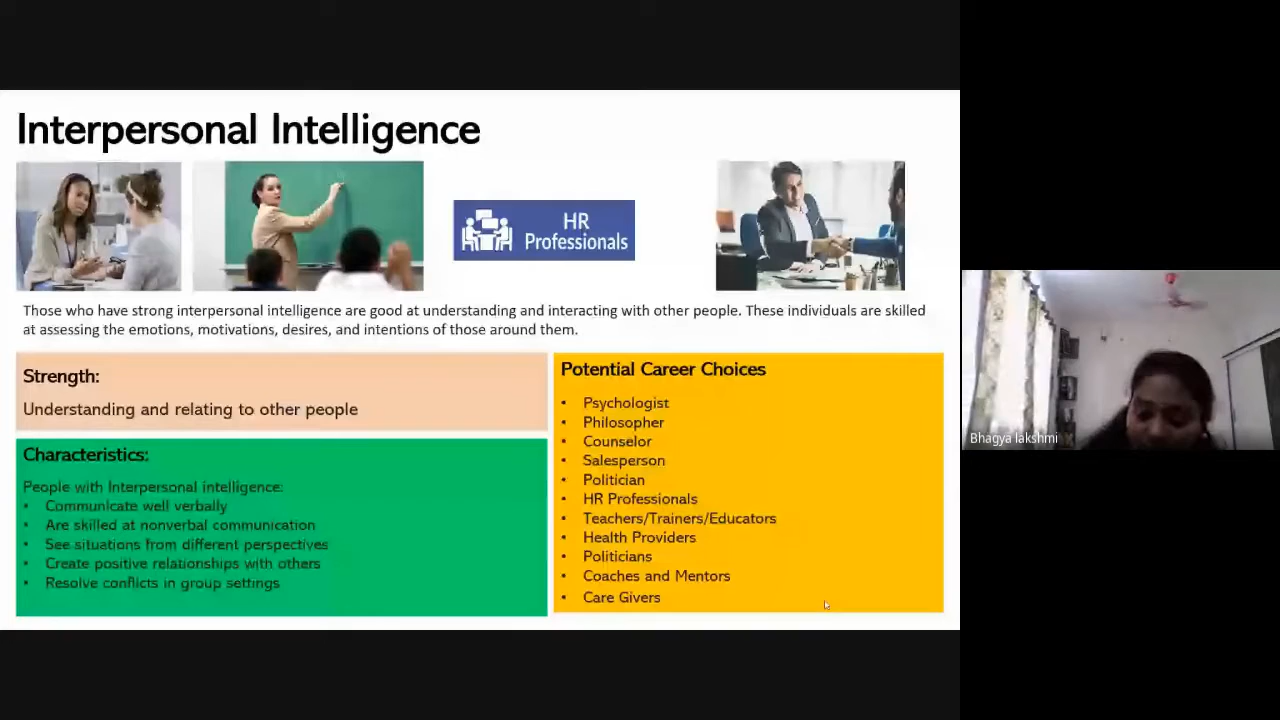 Interpersonal Intelligence
HR
Professionals
Those who have strong interpersonal intelligence are good at understanding and interacting with other people. These individuals are skilled
at assessing the emotions, motivations, desires, and intentions of those around them.
Strength:
Understanding and relating to other people
Characteristics:
People with Interpersonal intelligence:
• Communicate well verbally
• Are skilled at nonverbal communication
• See situations from different perspectives
• Create positive relationships with others
• Resolve conflicts in group settings
Potential Career Choices
• Psychologist
• Philosopher
• Counselor
• Salesperson
• Politician
• HR Professionals
• Teachers/Trainers/Educators
• Health Providers
• Politicians
• Coaches and Mentors
• Care Givers
Bhagya lakshmi